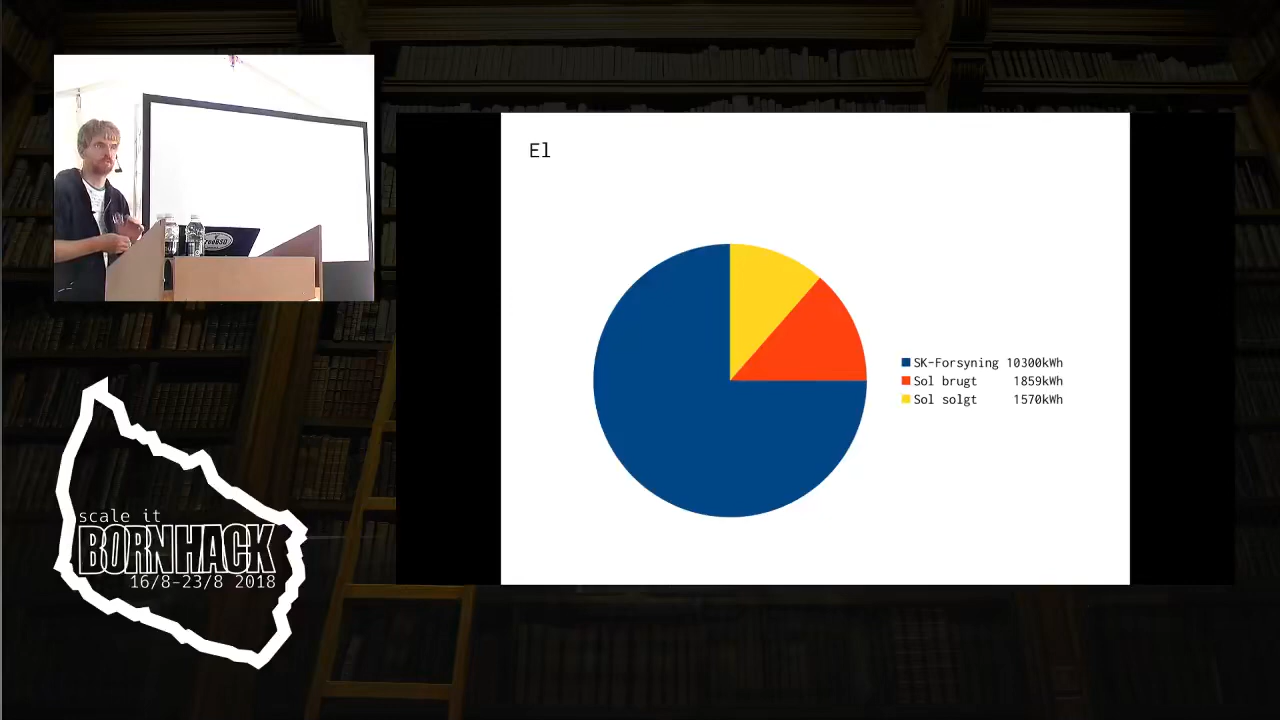 El
SK-Forsyning 10300kWh
Sol brugt 1859kWh
Sol solgt 1570kWh
scale it
BORNHACK
16/8-23/8 2018